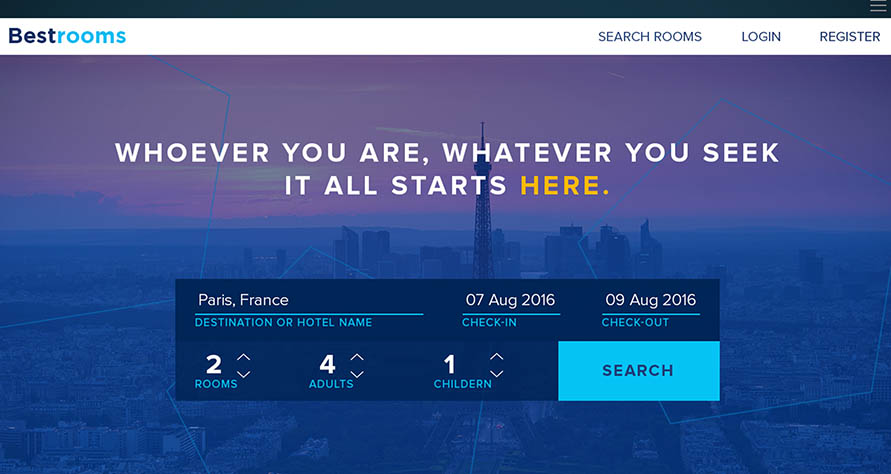 Bestrooms SEARCH ROOMS LOGIN REGISTER
WHOEVER YOU ARE, WHATEVER YOU SEEK
IT ALL STARTS HERE.
Paris, France 07 Aug 2016 09 Aug 2016
DESTINATION OR HOTEL NAME CHECK-IN CHECK-OUT
2 4 1 SEARCH
ROOMS ADULTS CHILDERN